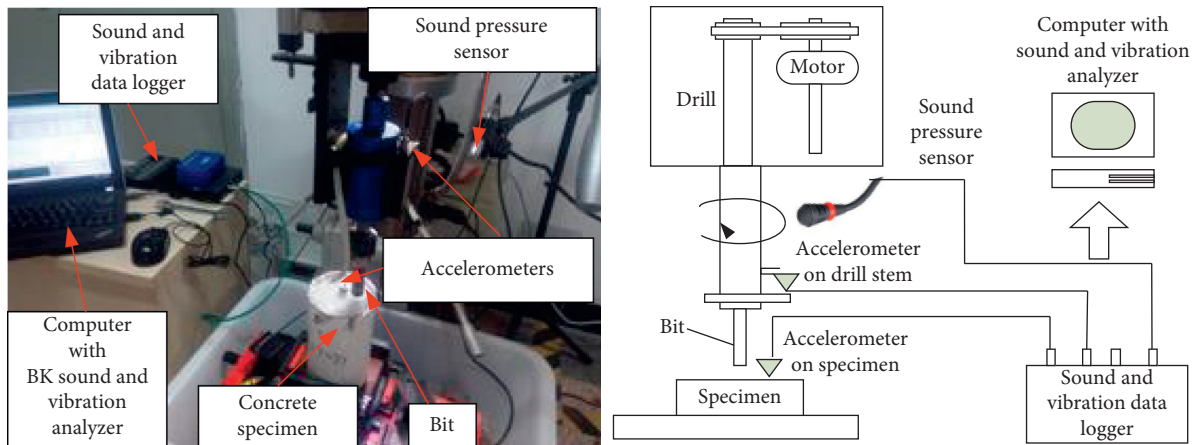 Sound and
vibration
data logger
Sound pressure
sensor
Accelerometers
Computer
with
BK sound and
vibration
analyzer
Concrete
specimen
Bit
Drill
Motor
Computer with
sound and vibration
analyzer
Sound
pressure
sensor
Accelerometer
on drill stem
Bit
Accelerometer
on specimen
Specimen
Sound and
vibration data
logger